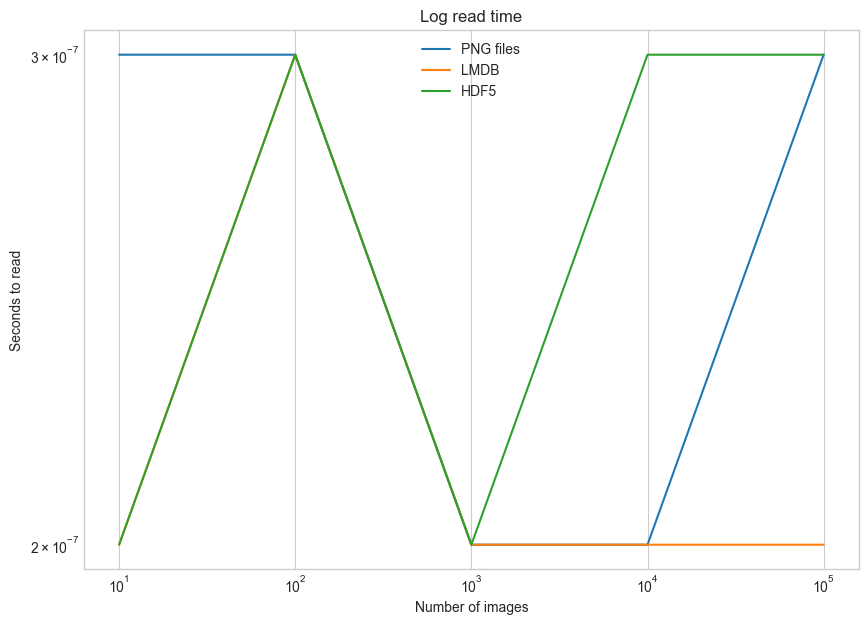 Log read time
PNG files
LMDB
HDF5
3 × 10⁻⁷
2 × 10⁻⁷
Seconds to read
10¹ 10² 10³ 10⁴ 10⁵
Number of images